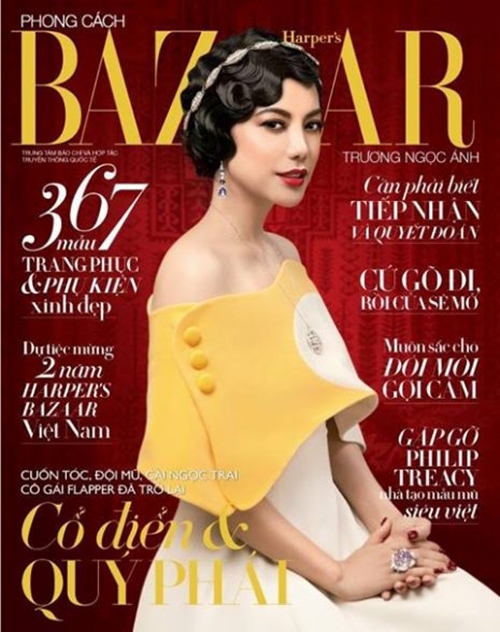 PHONG CÁCH
Harper's
BAZAAR
TRUNG TÂM BÁO CHÍ VÀ HỢP TÁC
TRUYỀN THÔNG QUỐC TẾ
TRƯƠNG NGỌC ÁNH
367
mẫu
TRANG PHỤC
& PHỤ KIỆN
xinh đẹp
Dự tiệc mừng
2 năm
HARPER'S
BAZAAR
Việt Nam
CUỐN TÓC, ĐỘI MŨ, CÀI NGỌC TRAI
CÔ GÁI FLAPPER ĐÃ TRỞ LẠI
Cổ điển &
QUÝ PHÁI
Cần phải biết
TIẾP NHẬN
VÀ QUYẾT ĐOÁN
CỨ GÕ ĐI,
RỒI CỬA SẼ MỞ
Muôn sắc cho
ĐÔI MÔI
GỢI CẢM
GẶP GỠ
PHILIP
TREACY
nhà tạo mẫu mũ
siêu việt